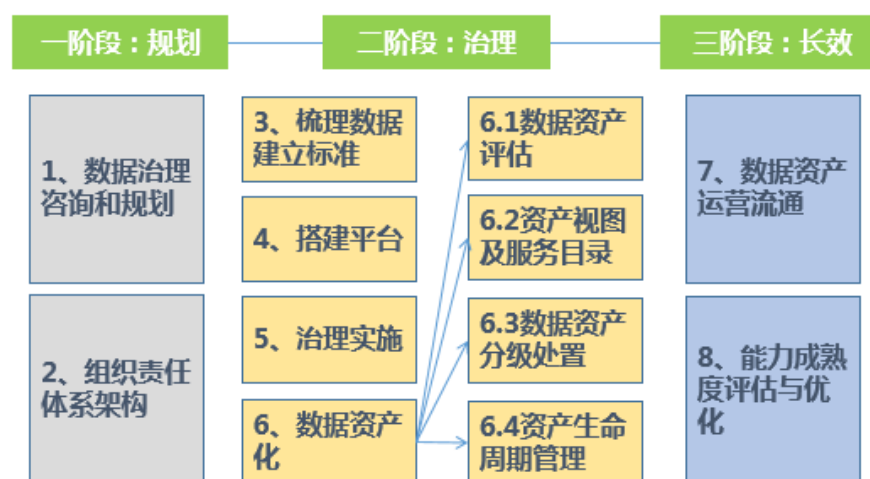 一阶段：规划
二阶段：治理
三阶段：长效
1、数据治理
咨询和规划
2、组织责任
体系架构
3、梳理数据
建立标准
4、搭建平台
5、治理实施
6、数据资产
化
6.1数据资产
评估
6.2资产视图
及服务目录
6.3数据资产
分级处置
6.4资产生命
周期管理
7、数据资产
运营流通
8、能力成熟
度评估与优
化